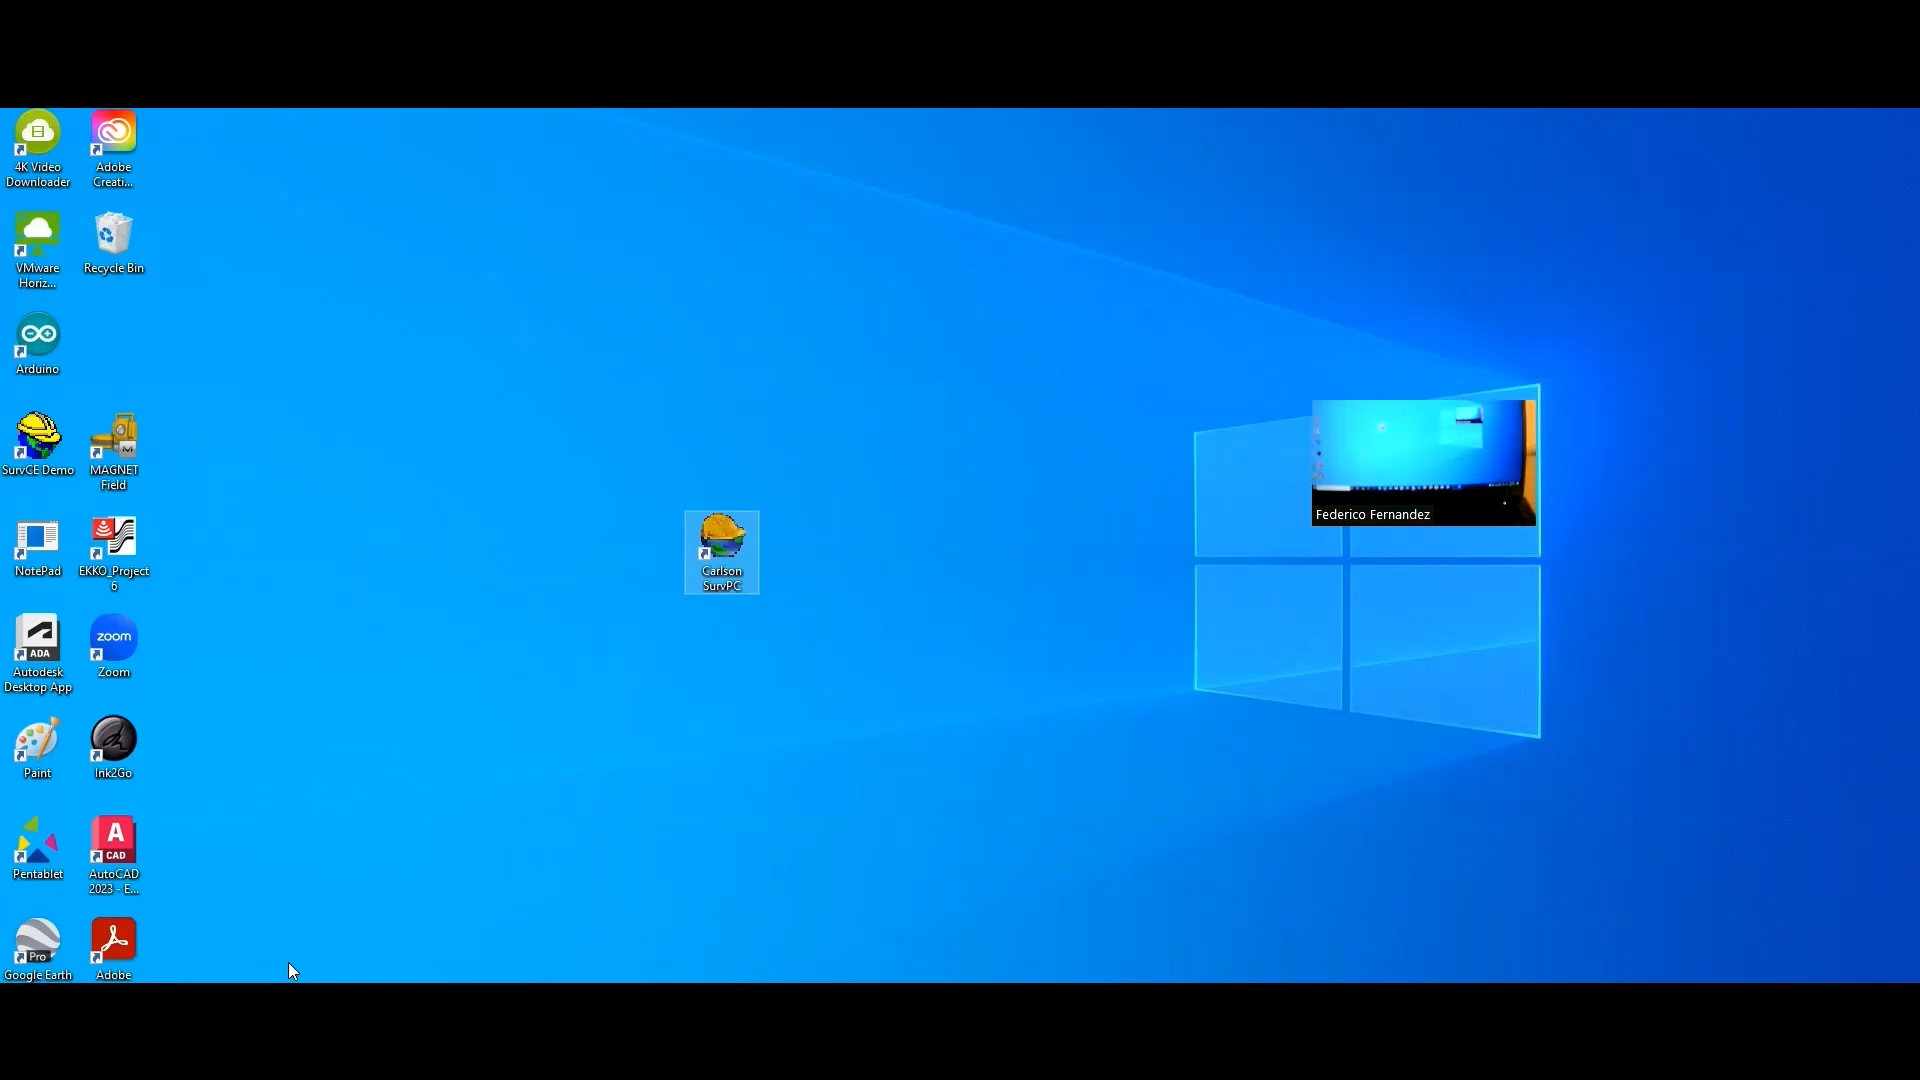 4K Video
Downloader
Adobe
Creati...
VMware
Horiz...
Recycle Bin
Arduino
SurvCE Demo
MAGNET
Field
M
NotePad
EKKO_Project
6
ADA
Autodesk
Desktop App
zoom
Zoom
Paint
Ink2Go
Pentablet
A
CAD
AutoCAD
2023 - E...
Pro
Google Earth
Adobe
Carlson
SurvPC
Federico Fernandez